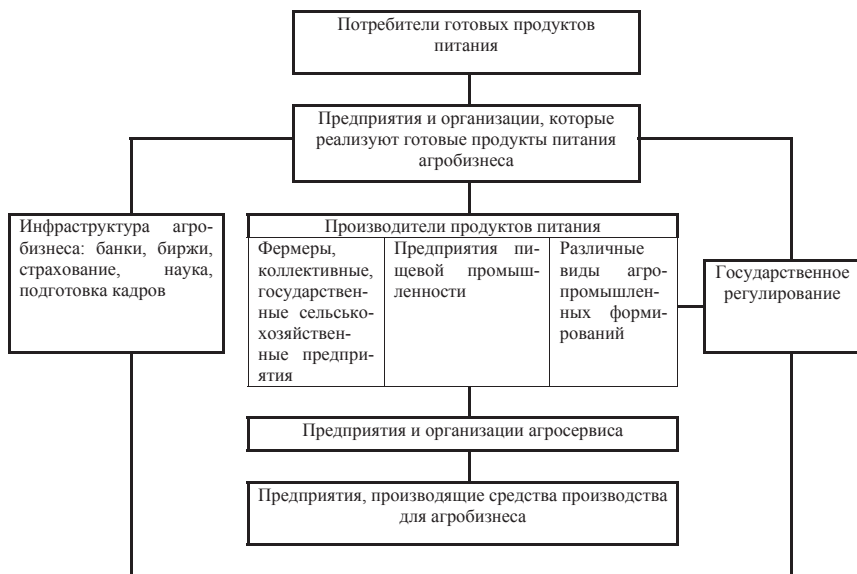 Потребители готовых продуктов
питания
Предприятия и организации, которые
реализуют готовые продукты питания
агробизнеса
Инфраструктура агро-
бизнеса: банки, биржи,
страхование, наука,
подготовка кадров
Производители продуктов питания
Фермеры,
коллективные,
государствен-
ные сельско-
хозяйствен-
ные предпри-
ятия
Предприятия пи-
щевой промыш-
ленности
Различные
виды агро-
промышлен-
ных форми-
рований
Государственное
регулирование
Предприятия и организации агросервиса
Предприятия, производящие средства производства
для агробизнеса